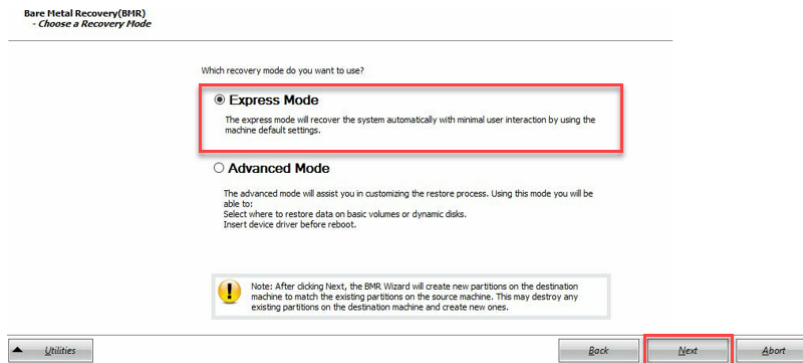 Bare Metal Recovery(BMR)
- Choose a Recovery Mode
Which recovery mode do you want to use?
Express Mode
The express mode will recover the system automatically with minimal user interaction by using the
machine default settings.
Advanced Mode
The advanced mode will assist you in customizing the restore process. Using this mode you will be
able to:
Select where to restore data on basic volumes or dynamic disks.
Insert device driver before reboot.
Note: After clicking Next, the BMR Wizard will create new partitions on the destination
machine to match the existing partitions on the source machine. This may destroy any
existing partitions on the destination machine and create new ones.
Utilities
Back
Next
Abort